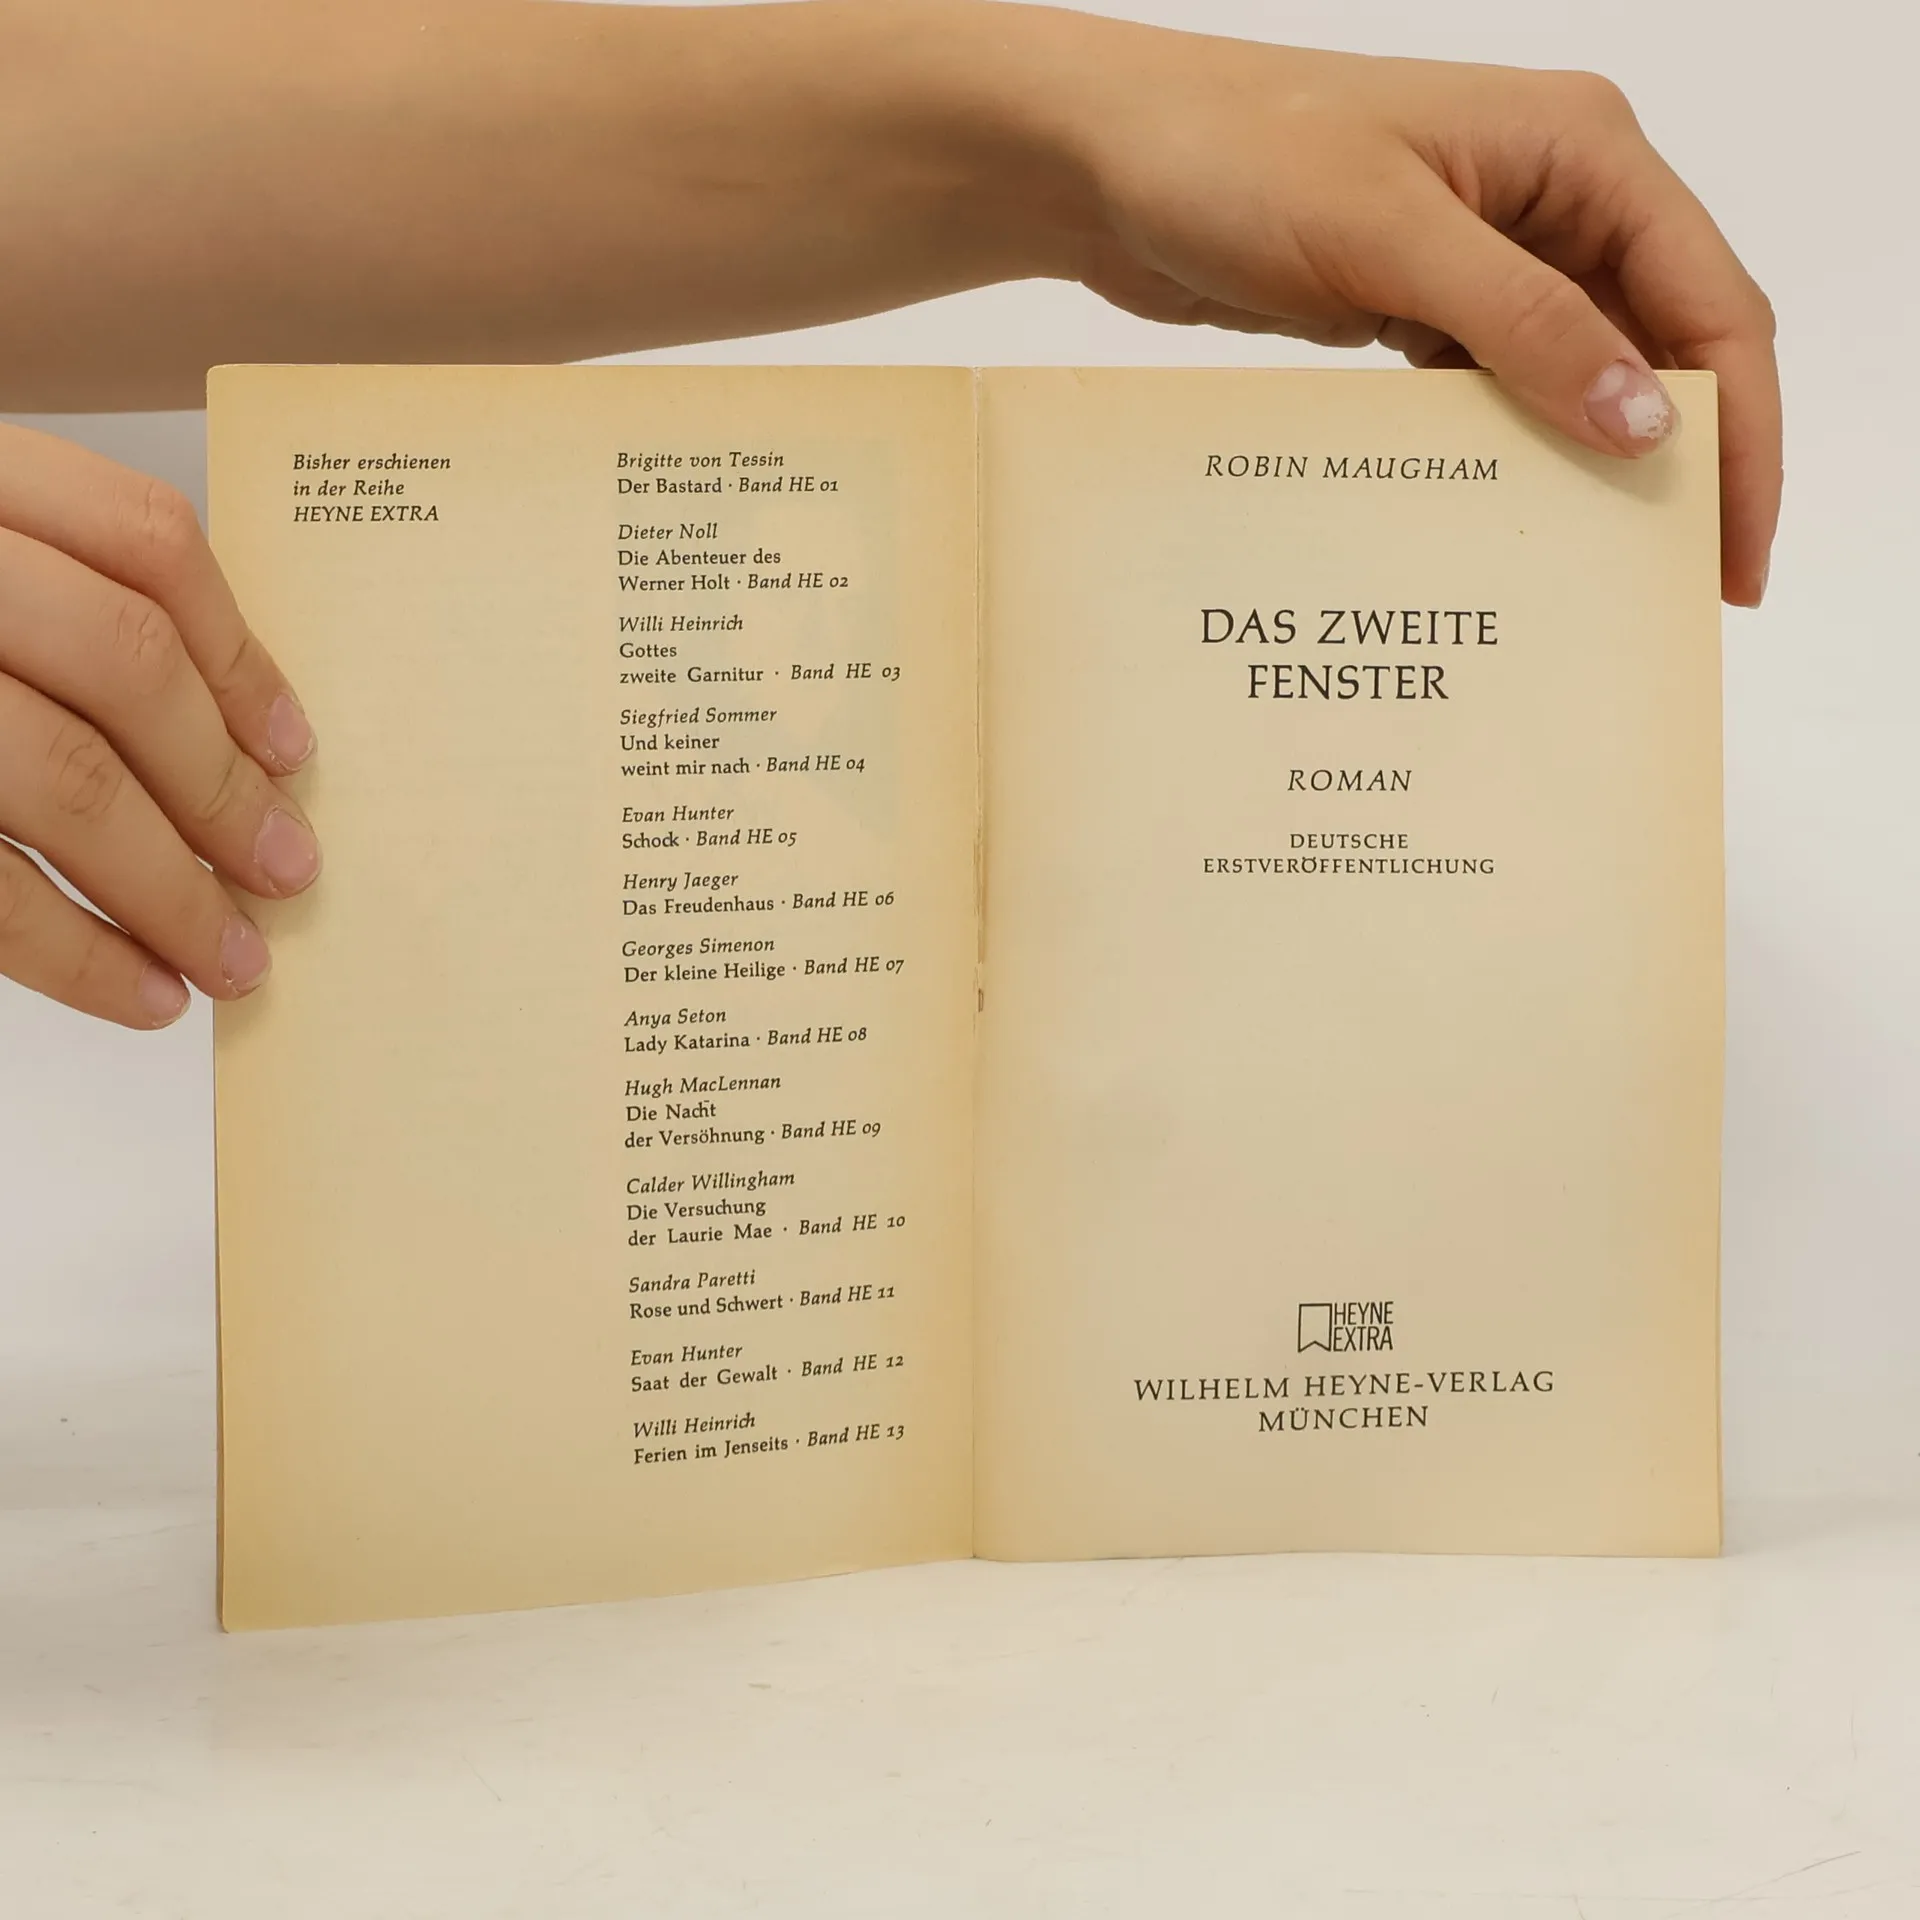 Bisher erschienen
in der Reihe
HEYNE EXTRA
Brigitte von Tessin
Der Bastard · Band HE 01
Dieter Noll
Die Abenteuer des
Werner Holt · Band HE 02
Willi Heinrich
Gottes
zweite Garnitur · Band HE 03
Siegfried Sommer
Und keiner
weint mir nach · Band HE 04
Evan Hunter
Schock · Band HE 05
Henry Jaeger
Das Freudenhaus · Band HE 06
Georges Simenon
Der kleine Heilige · Band HE 07
Anya Seton
Lady Katarina · Band HE 08
Hugh MacLennan
Die Nacht
der Versöhnung · Band HE 09
Calder Willingham
Die Versuchung
der Laurie Mae · Band HE 10
Sandra Paretti
Rose und Schwert · Band HE 11
Evan Hunter
Saat der Gewalt · Band HE 12
Willi Heinrich
Ferien im Jenseits · Band HE 13
ROBIN MAUGHAM
DAS ZWEITE
FENSTER
ROMAN
DEUTSCHE
ERSTVERÖFFENTLICHUNG
HEYNE
EXTRA
WILHELM HEYNE-VERLAG
MÜNCHEN